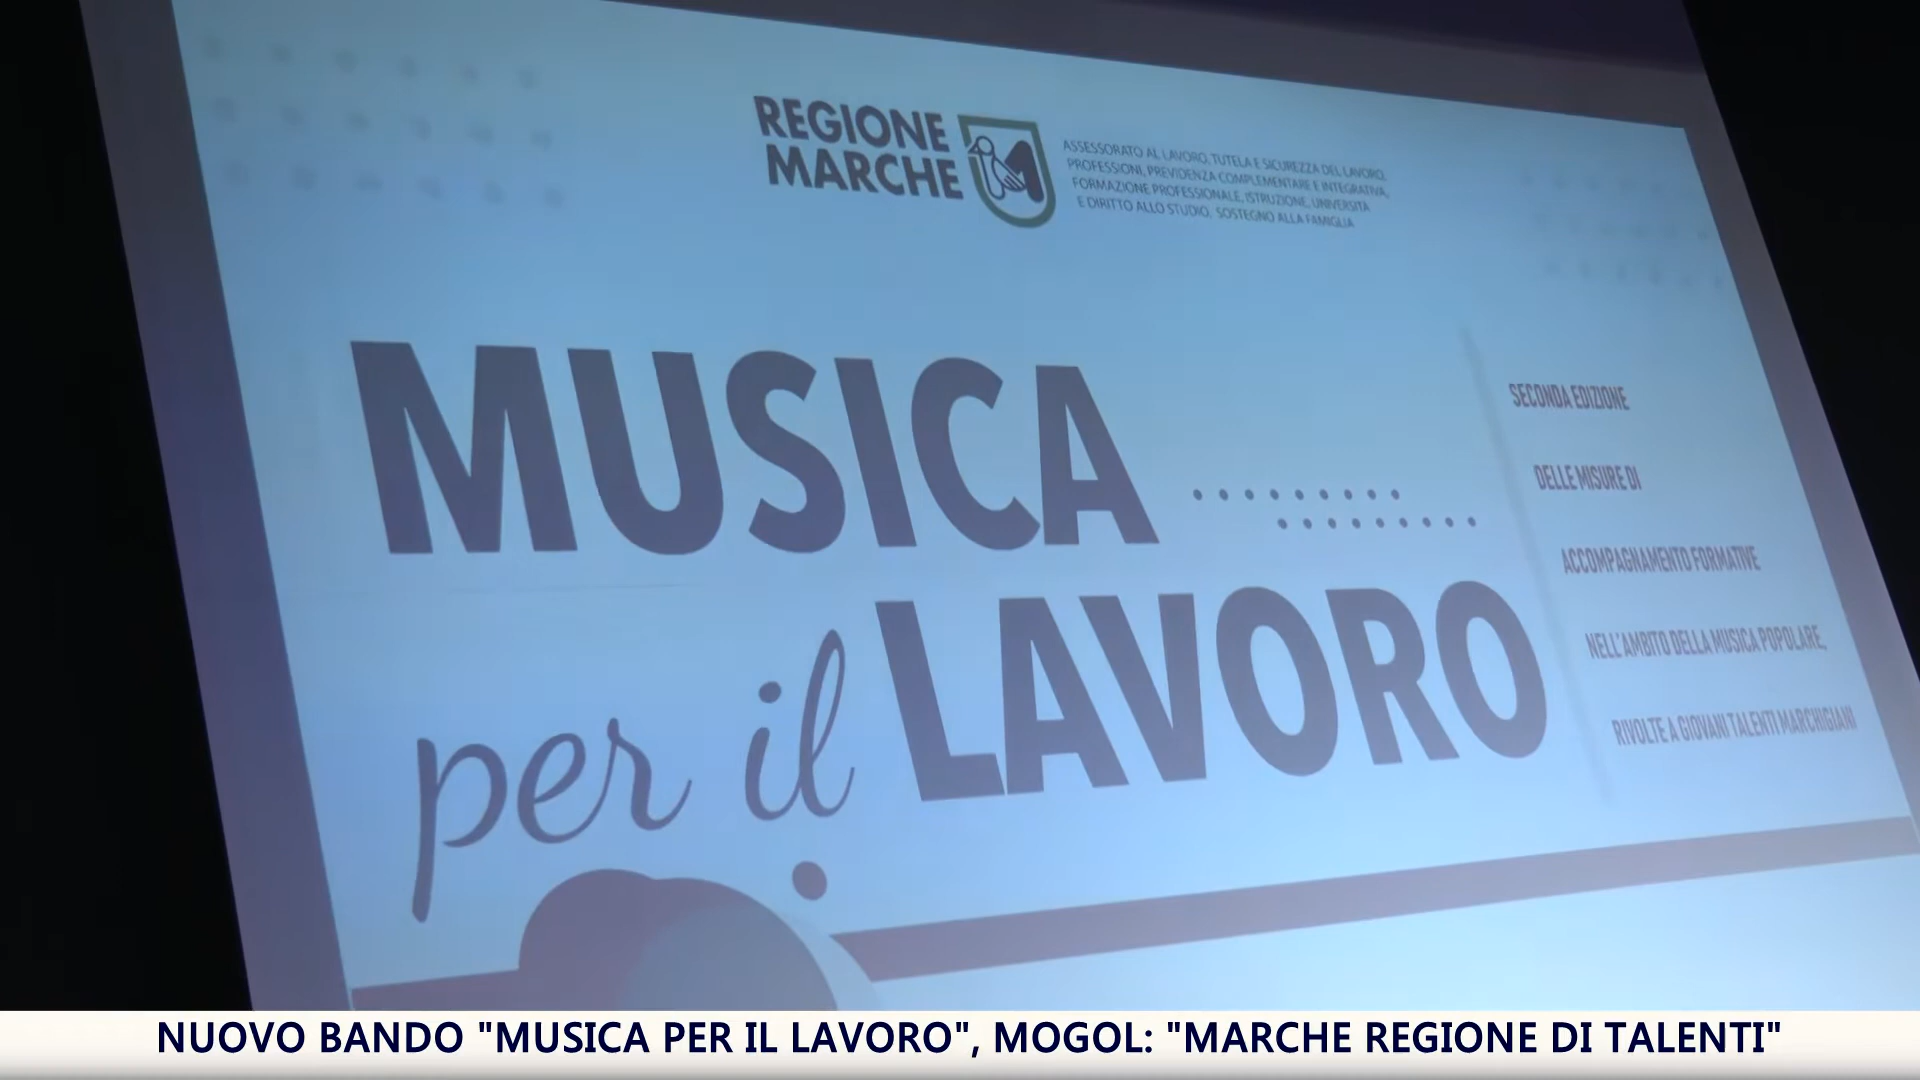 REGIONE
MARCHE
ASSESSORATO AL LAVORO, TUTELA E SICUREZZA DEL LAVORO,
PROFESSIONI, PREVIDENZA COMPLEMENTARE E INTEGRATIVA,
FORMAZIONE PROFESSIONALE, ISTRUZIONE, UNIVERSITÀ
E DIRITTO ALLO STUDIO, SOSTEGNO ALLA FAMIGLIA
MUSICA
per il LAVORO
SECONDA EDIZIONE
DELLE MISURE DI
ACCOMPAGNAMENTO FORMATIVE
NELL'AMBITO DELLA MUSICA POPOLARE,
RIVOLTE A GIOVANI TALENTI MARCHIGIANI
NUOVO BANDO "MUSICA PER IL LAVORO", MOGOL: "MARCHE REGIONE DI TALENTI"